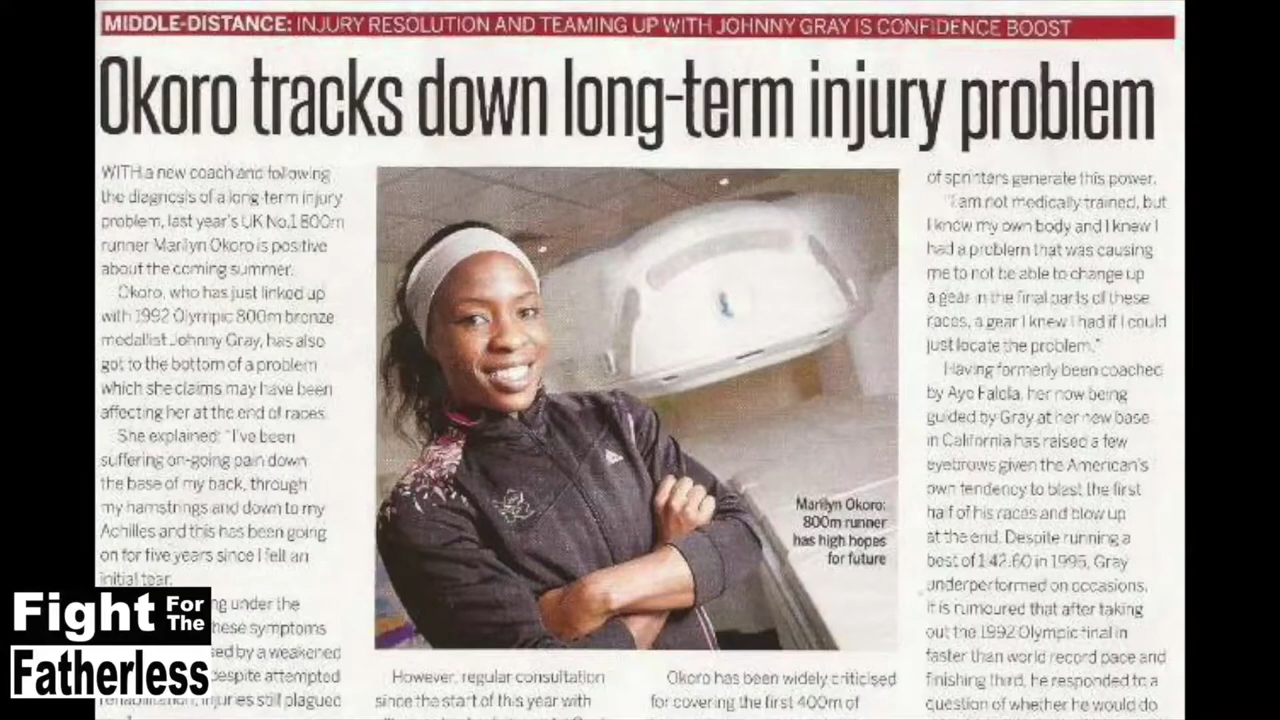 MIDDLE-DISTANCE: INJURY RESOLUTION AND TEAMING UP WITH JOHNNY GRAY IS CONFIDENCE BOOST
Okoro tracks down long-term injury problem
WITH a new coach and following
the diagnosis of a long-term injury
problem, last year's UK No.1 800m
runner Marilyn Okoro is positive
about the coming summer.
Okoro, who has just linked up
with 1992 Olympic 800m bronze
medallist Johnny Gray, has also
got to the bottom of a problem
which she claims may have been
affecting her at the end of races.
She explained: "I've been
suffering on-going pain down
the base of my back, through
my hamstrings and down to my
Achilles and this has been going
on for five years since I fell an
initial tear.
ng under the
hese symptoms
sed by a weakened
espite attempted
rehabilitation, injuries still plagued
Marilyn Okoro:
800m runner
has high hopes
for future
However, regular consultation
since the start of this year with
Okoro has been widely criticised
for covering the first 400m of
of sprinters generate this power.
"I am not medically trained, but
I know my own body and I knew I
had a problem that was causing
me to not be able to change up
a gear in the final parts of these
races, a gear I knew I had if I could
just locate the problem."
Having formerly been coached
by Ayo Falola, her now being
guided by Gray at her new base
in California has raised a few
eyebrows given the American's
own tendency to blast the first
half of his races and blow up
at the end. Despite running a
best of 1:42.60 in 1995, Gray
underperformed on occasions.
It is rumoured that after taking
out the 1992 Olympic final in
faster than world record pace and
finishing third, he responded to a
question of whether he would do
Fight For The
Fatherless